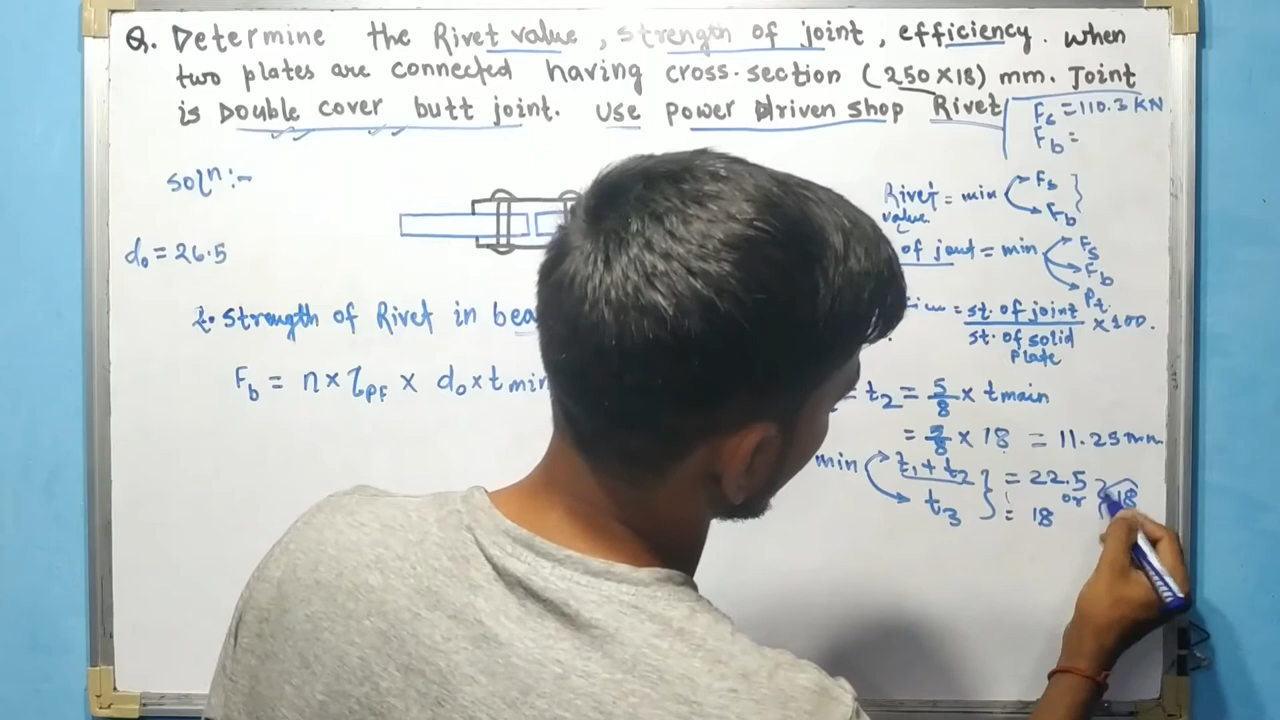 Q. Determine the Rivet value, strength of joint, efficiency. When
two plates are connected having cross-section (250×18) mm. Joint
is Double cover butt joint. Use power driven shop Rivet
Fs = 110.3 KN
Fb =
Soln:-
Rivet value = min Fs Fb
d₀ = 26.5
of joint = min Fs Fb Pt
2. Strength of Rivet in bea
= st. of joint / st. of solid plate × 100.
Fb = n × τPF × d₀ × tmin
= t₂ = 5/8 × tmain
= 5/8 × 18 = 11.25 mm
min t₁ + t₂ = 22.5
or 18
t₃ = 18